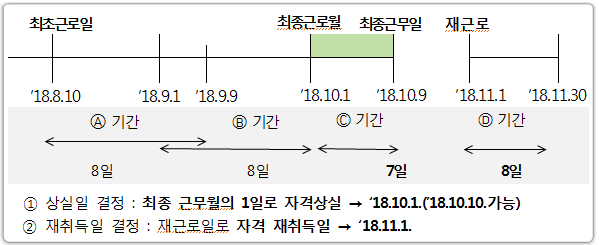 최초근로일 최종근로월 최종근무일 재근로
‘18.8.10 ‘18.9.1 ‘18.9.9 ‘18.10.1 ‘18.10.9 ‘18.11.1 ‘18.11.30
Ⓐ 기간 Ⓑ 기간 Ⓒ 기간 Ⓓ 기간
8일 8일 7일 8일
① 상실일 결정 : 최종 근무월의 1일로 자격상실 → ‘18.10.1.(‘18.10.10.가능)
② 재취득일 결정 : 재근로일로 자격 재취득일 → ‘18.11.1.